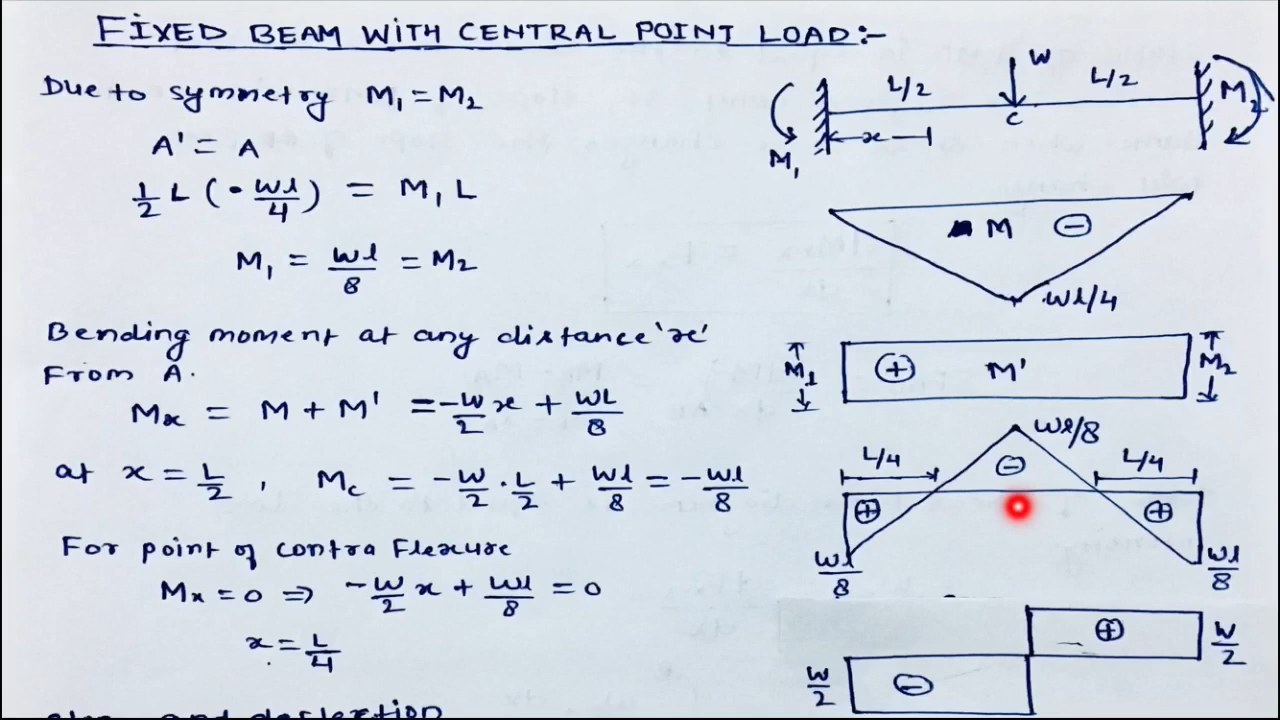 FIXED BEAM WITH CENTRAL POINT LOAD:-
Due to symmetry M₁ = M₂
A' = A
1/2 L (· Wl/4) = M₁ L
M₁ = Wl/8 = M₂
Bending moment at any distance 'x'
From A.
Mx = M + M' = -W/2 x + WL/8
at x = L/2 , Mc = -W/2 . L/2 + Wl/8 = -Wl/8
For point of contra Flexure
Mx = 0 ⇒ -W/2 x + Wl/8 = 0
x = L/4
W
L/2 L/2
M₁ x C M₂
M ⊖
Wl/4
M₁ ⊕ M' M₂
Wl/8
L/4 ⊖ L/4
⊕ ⊕
Wl/8 Wl/8
⊕ W/2
W/2 ⊖